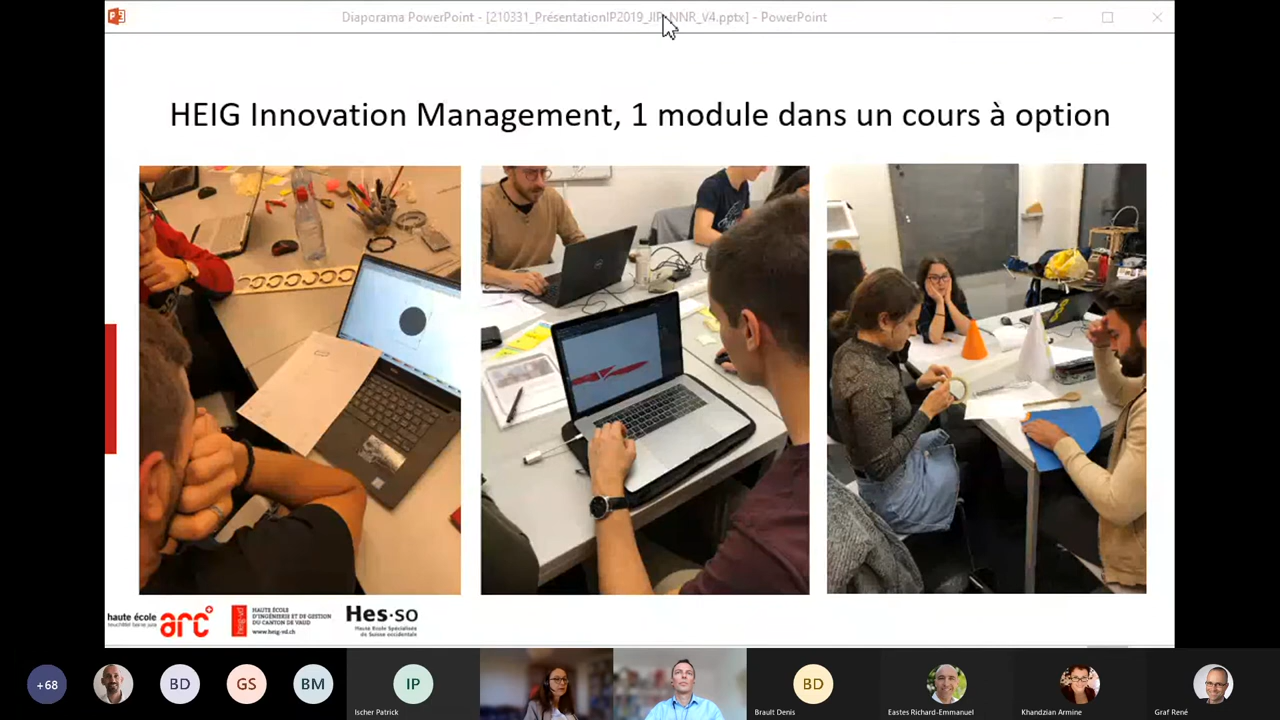 Diaporama PowerPoint - [210331_PrésentationIP2019_JIP_NNR_V4.pptx] - PowerPoint
HEIG Innovation Management, 1 module dans un cours à option
haute école
arc
heig-vd
HAUTE ÉCOLE
D'INGÉNIERIE ET DE GESTION
DU CANTON DE VAUD
www.heig-vd.ch
Hes·so
Haute Ecole Spécialisée
de Suisse occidentale
+68
BD
GS
BM
IP
Ischer Patrick
BD
Brault Denis
Eastes Richard-Emmanuel
Khandzian Armine
Graf René